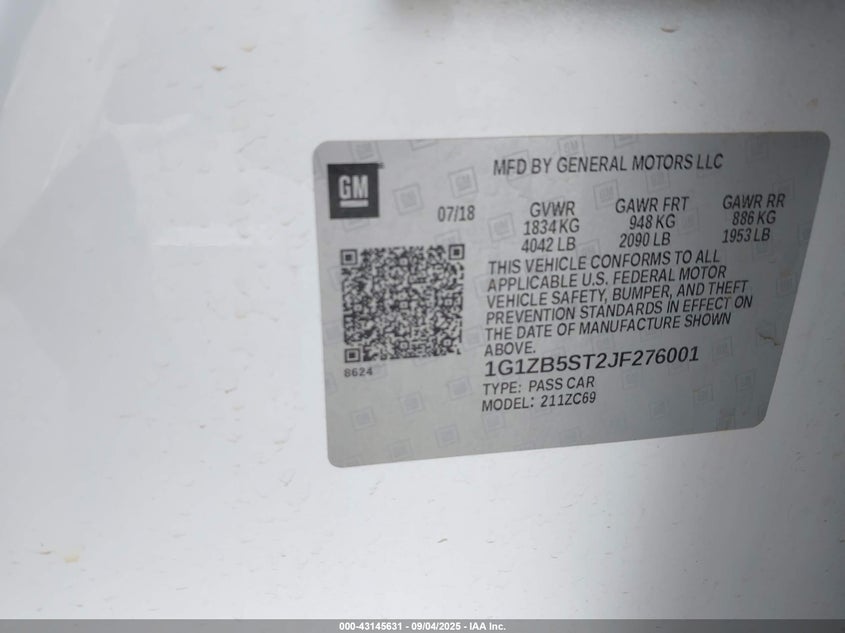 GM
MFD BY GENERAL MOTORS LLC
07/18
GVWR
1834 KG
4042 LB
GAWR FRT
948 KG
2090 LB
GAWR RR
886 KG
1953 LB
THIS VEHICLE CONFORMS TO ALL
APPLICABLE U.S. FEDERAL MOTOR
VEHICLE SAFETY, BUMPER, AND THEFT
PREVENTION STANDARDS IN EFFECT ON
THE DATE OF MANUFACTURE SHOWN
ABOVE.
8624
1G1ZB5ST2JF276001
TYPE: PASS CAR
MODEL: 211ZC69
000-43145631 - 09/04/2025 - IAA Inc.